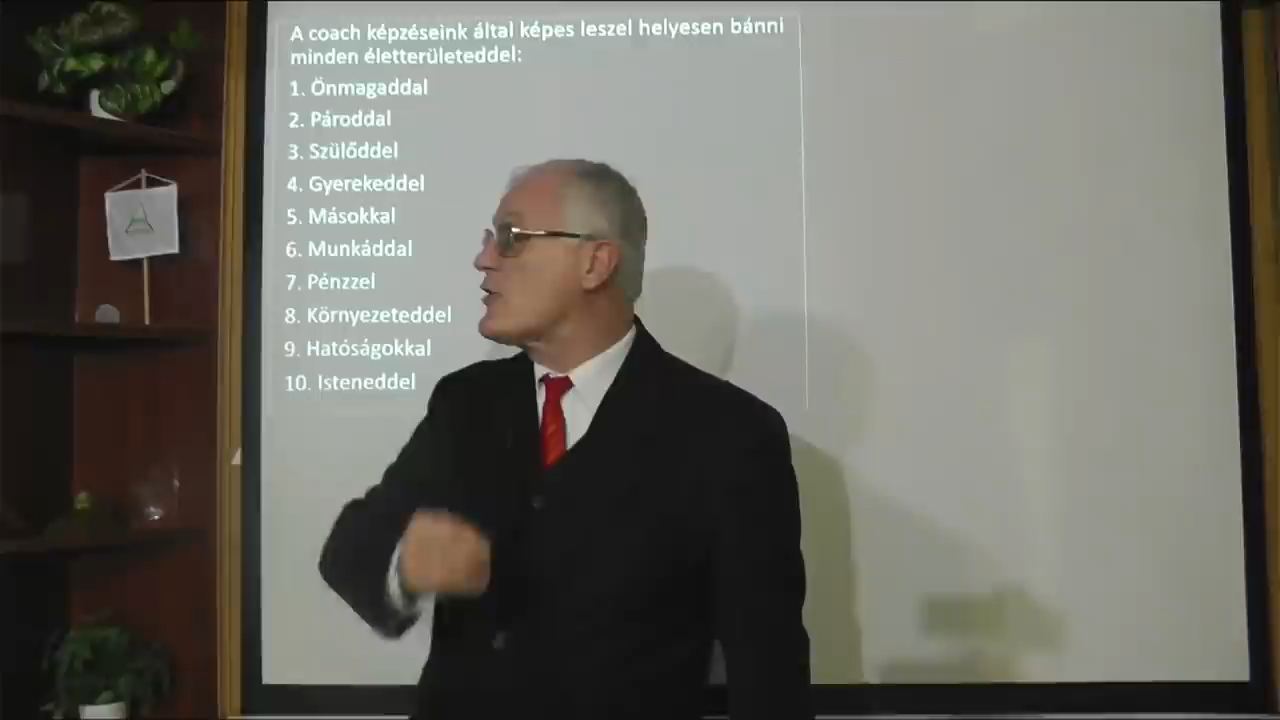 A coach képzéseink által képes leszel helyesen bánni
minden életterületeddel:
1. Önmagaddal
2. Pároddal
3. Szülőddel
4. Gyerekeddel
5. Másokkal
6. Munkáddal
7. Pénzzel
8. Környezeteddel
9. Hatóságokkal
10. Isteneddel